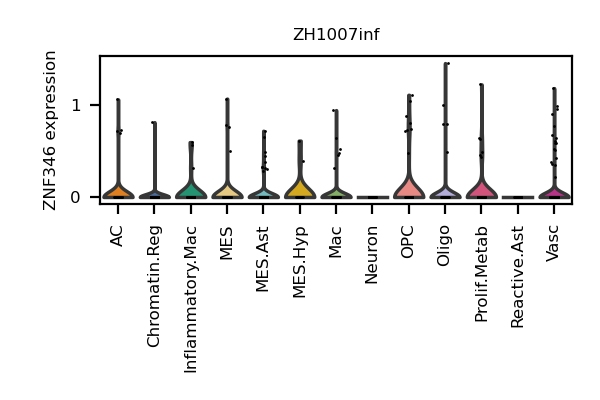 ZH1007inf
ZNF346 expression
1
0
AC
Chromatin.Reg
Inflammatory.Mac
MES
MES.Ast
MES.Hyp
Mac
Neuron
OPC
Oligo
Prolif.Metab
Reactive.Ast
Vasc